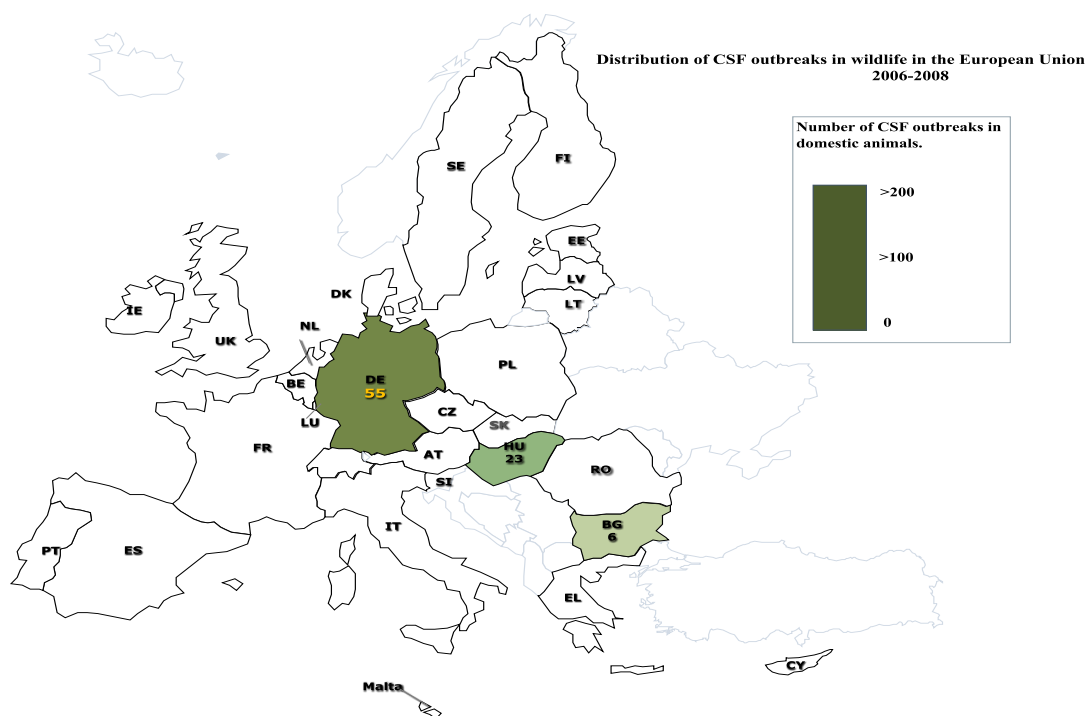 Distribution of CSF outbreaks in wildlife in the European Union
2006-2008
Number of CSF outbreaks in
domestic animals.
>200
>100
0
SE
FI
EE
LV
LT
DK
IE
UK
NL
BE
LU
DE
55
PL
CZ
SK
FR
AT
HU
23
SI
RO
IT
BG
6
PT
ES
EL
CY
Malta